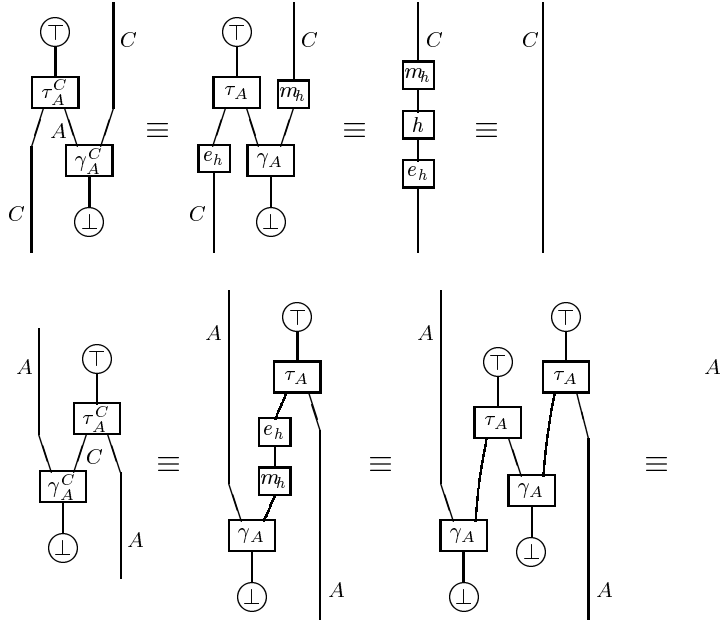 ⊤ C ⊤ C C C
m_h
τ_A^C τ_A m_h
A ≡ ≡ h ≡
γ_A^C e_h γ_A e_h
C ⊥ C ⊥
⊤ ⊤
A A
A ⊤ ⊤ A
τ_A τ_A
τ_A^C e_h τ_A
C ≡ ≡ ≡
γ_A^C m_h γ_A
A γ_A γ_A
⊥ ⊥
⊥ A ⊥ A